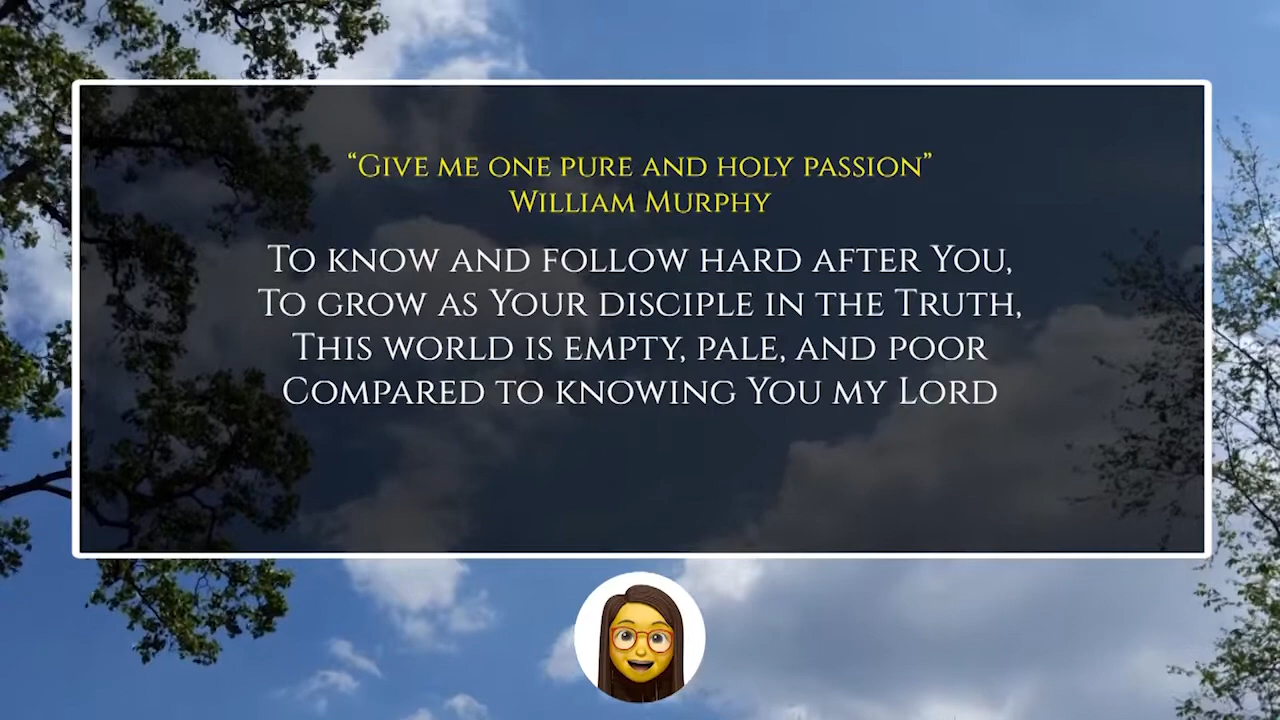 “Give me one pure and holy passion”
William Murphy
To know and follow hard after You,
To grow as Your disciple in the Truth,
This world is empty, pale, and poor
Compared to knowing You my Lord